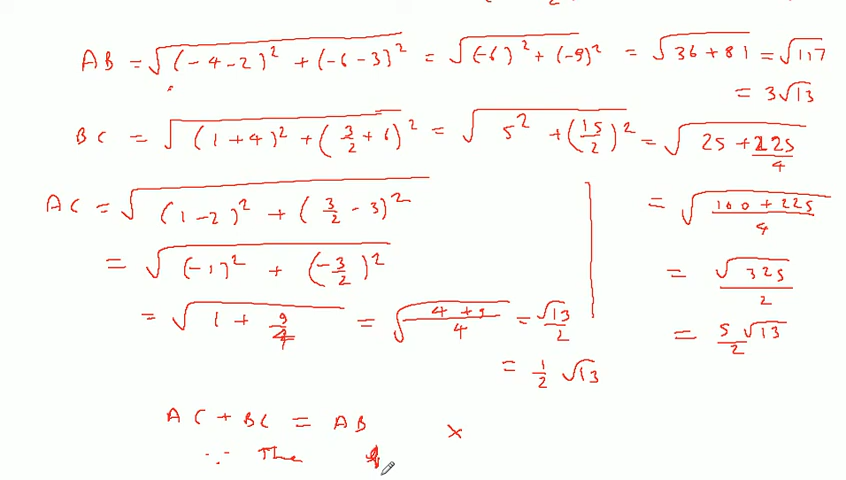 AB = √((-4-2)² + (-6-3)²) = √((-6)² + (-9)²) = √(36+81) = √117
= 3√13
BC = √((1+4)² + (3/2+6)²) = √(5² + (15/2)²) = √(25 + 225/4)
= √((100+225)/4)
= √325/2
= 5/2 √13
AC = √((1-2)² + (3/2-3)²)
= √((-1)² + (-3/2)²)
= √(1 + 9/4) = √((4+9)/4) = √13/2
= 1/2 √13
AC + BC = AB ×
∵ The